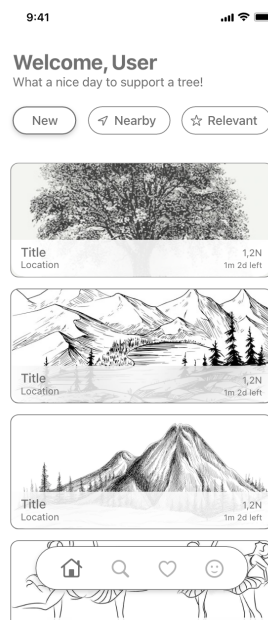 9:41
Welcome, User
What a nice day to support a tree!
New
Nearby
Relevant
Title
1,2N
Location
1m 2d left
Title
1,2N
Location
1m 2d left
Title
1,2N
Location
1m 2d left